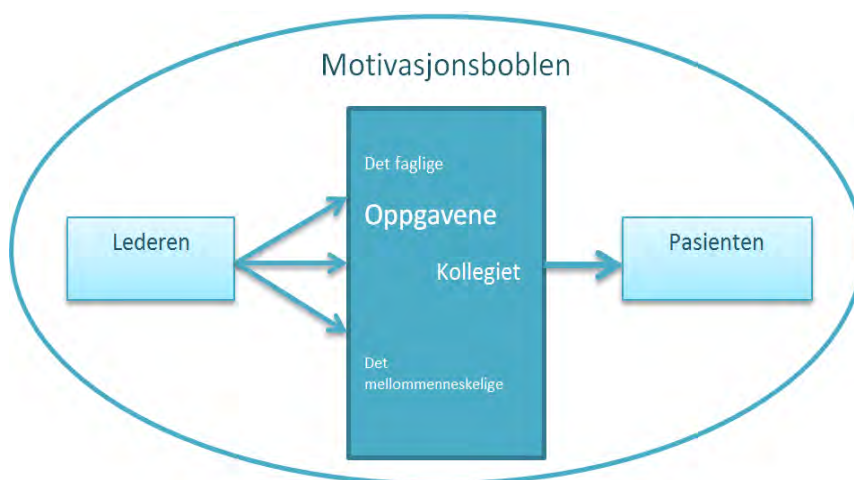 Motivasjonsboblen
Det faglige
Oppgavene
Lederen
Pasienten
Kollegiet
Det
mellommenneskelige